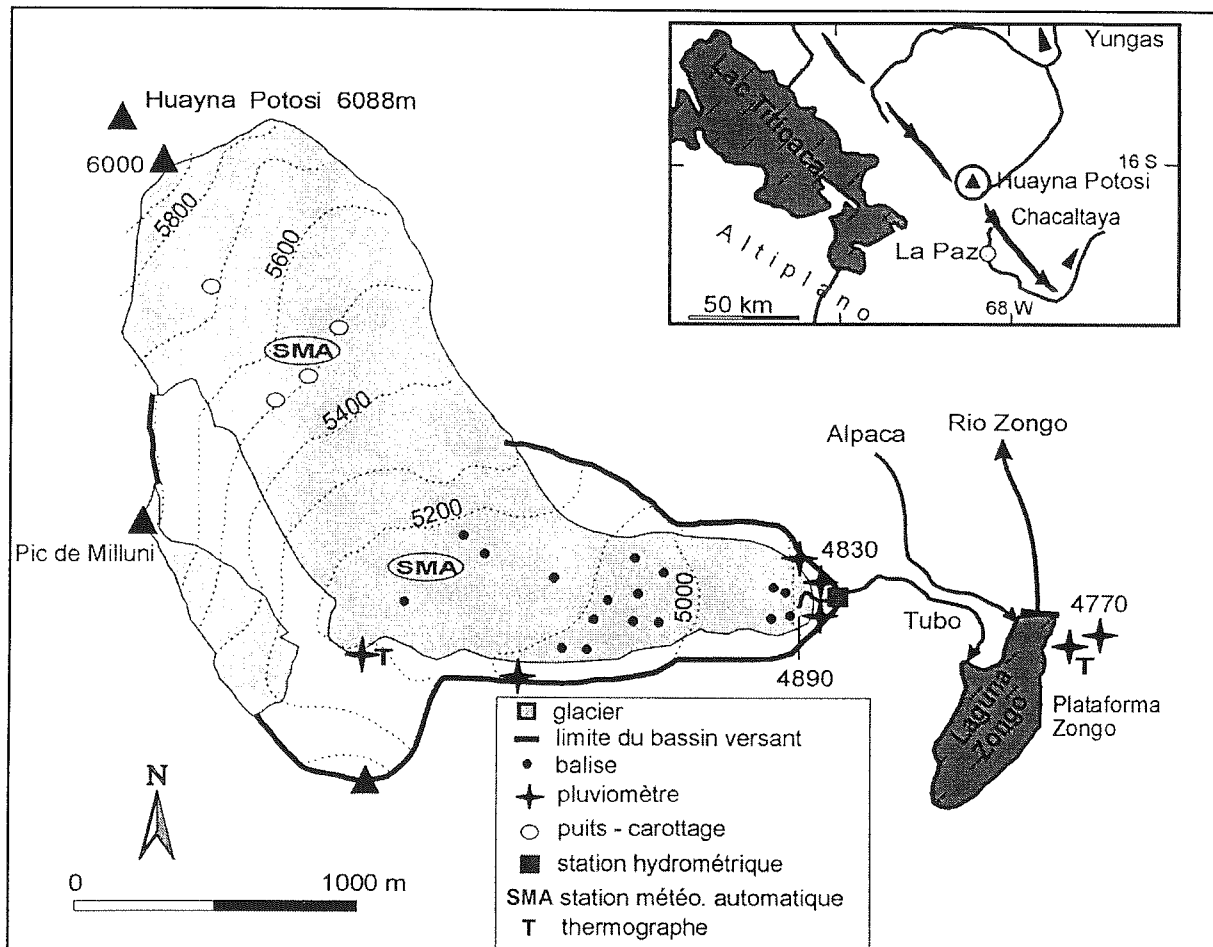 Huayna Potosi 6088m
6000
5800
5600
SMA
5400
5200
SMA
5000
Pic de Milluni
T
4830
4890
Alpaca
Rio Zongo
Tubo
4770
T
Laguna
Zongo
Plataforma
Zongo
Lac Titiqaca
Yungas
16 S
Huayna Potosi
Chacaltaya
La Paz
Altiplano
50 km
68 W
N
0 1000 m
glacier
limite du bassin versant
balise
pluviomètre
puits - carottage
station hydrométrique
SMA station météo. automatique
T thermographe